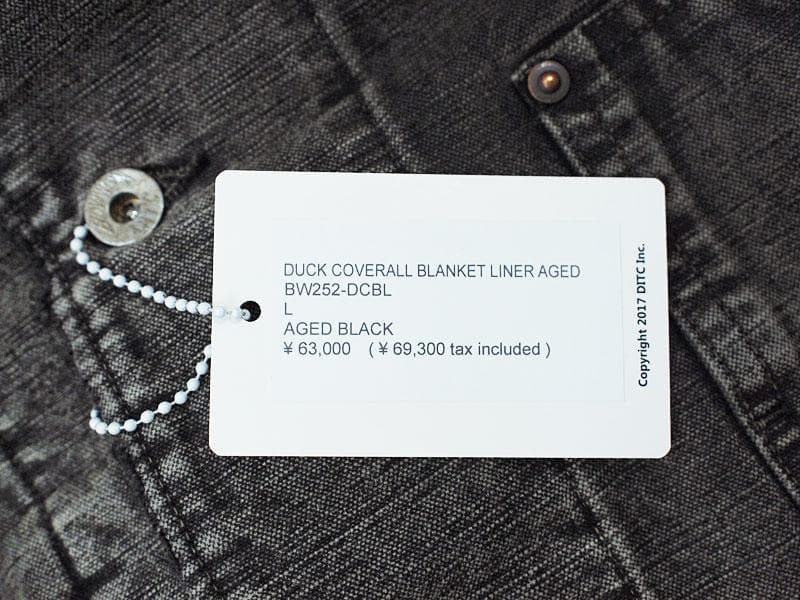 DUCK COVERALL BLANKET LINER AGED
BW252-DCBL
L
AGED BLACK
¥ 63,000 ( ¥ 69,300 tax included )
Copyright 2017 DITC Inc.